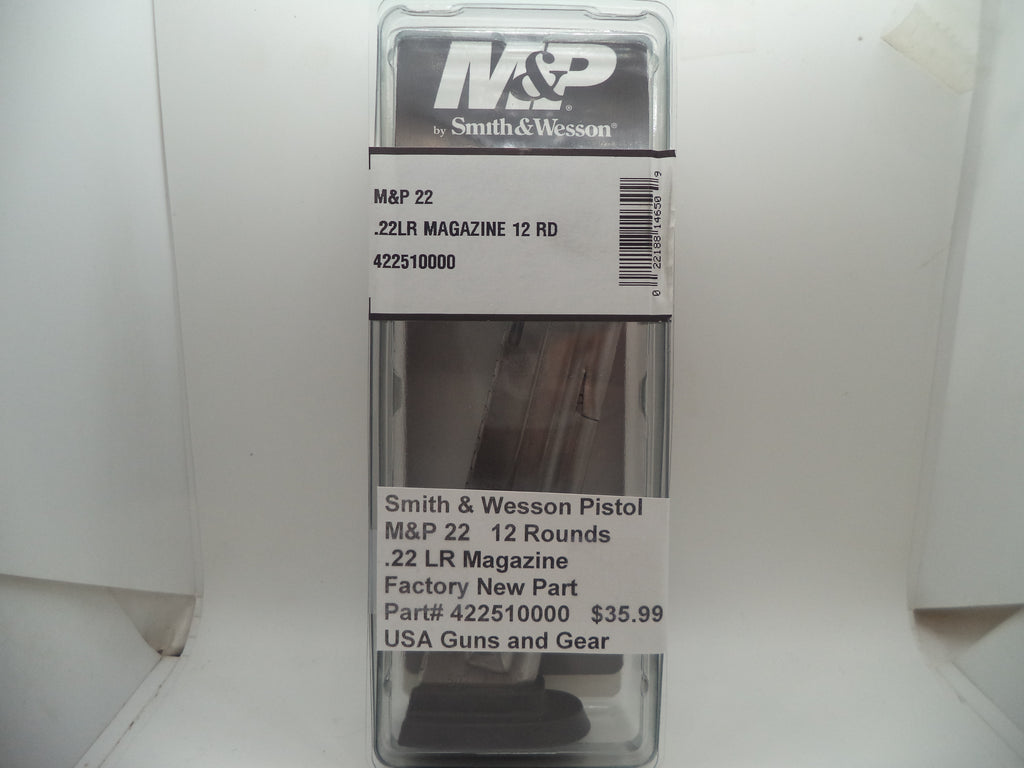 M&P®
by Smith & Wesson®
M&P 22
.22LR MAGAZINE 12 RD
422510000
0 22188 14650 9
Smith & Wesson Pistol
M&P 22 12 Rounds
.22 LR Magazine
Factory New Part
Part# 422510000 $35.99
USA Guns and Gear